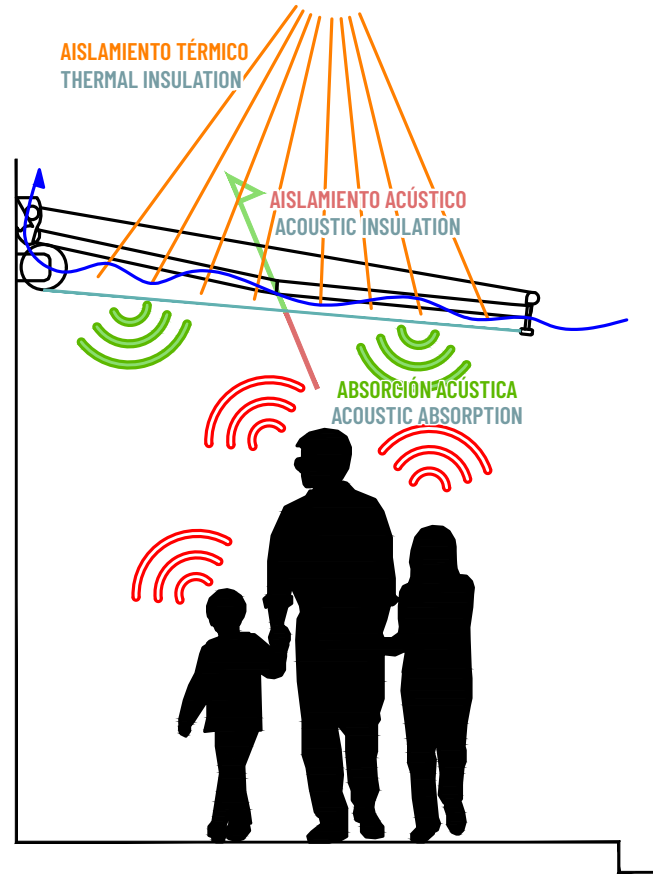 AISLAMIENTO TÉRMICO
THERMAL INSULATION
AISLAMIENTO ACÚSTICO
ACOUSTIC INSULATION
ABSORCIÓN ACÚSTICA
ACOUSTIC ABSORPTION